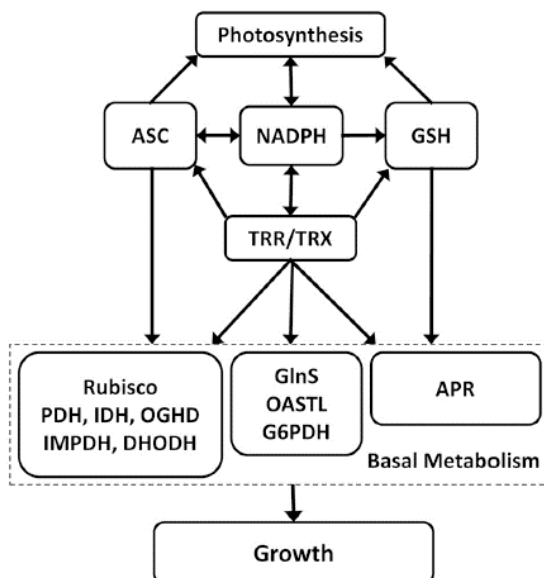 Photosynthesis
ASC
NADPH
GSH
TRR/TRX
Rubisco
PDH, IDH, OGHD
IMPDH, DHODH
GlnS
OASTL
G6PDH
APR
Basal Metabolism
Growth